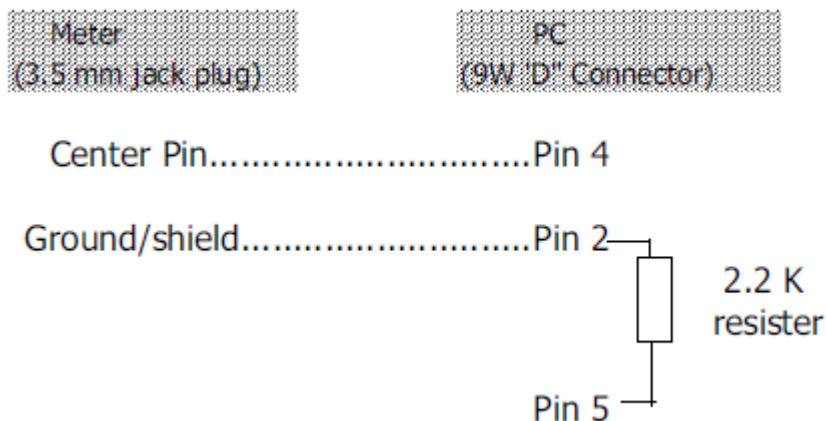 Meter PC
(3.5 mm jack plug) (9W 'D" Connector)
Center Pin..................................Pin 4
Ground/shield..............................Pin 2
2.2 K
resister
Pin 5